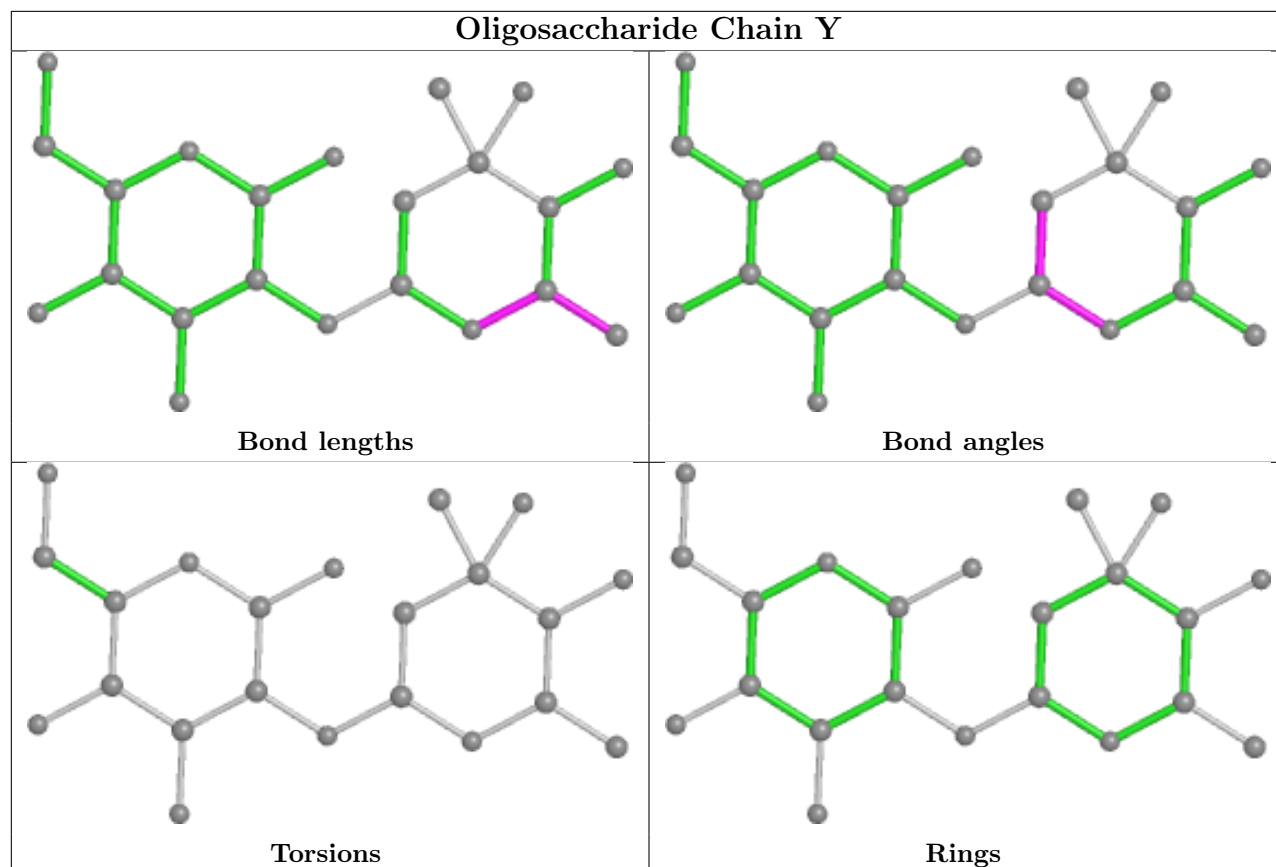 Oligosaccharide Chain Y
Bond lengths
Bond angles
Torsions
Rings